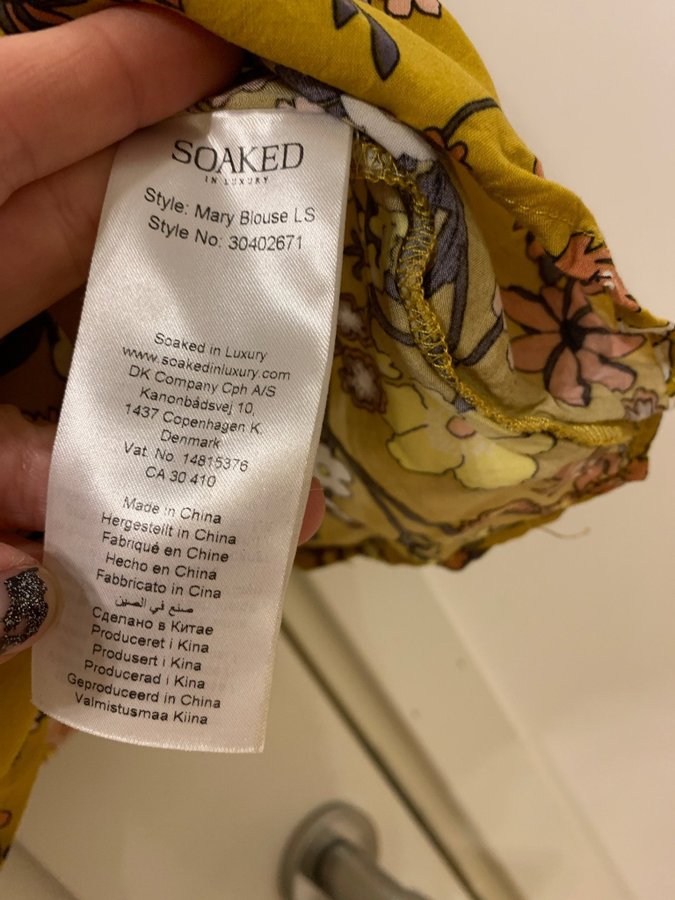 SOAKED
IN LUXURY
Style: Mary Blouse LS
Style No: 30402671
Soaked in Luxury
www.soakedinluxury.com
DK Company Cph A/S
Kanonbådsvej 10,
1437 Copenhagen K.
Denmark
Vat. No. 14815376
CA 30 410
Made in China
Hergestellt in China
Fabriqué en Chine
Hecho en China
Fabbricato in Cina
صنع في الصين
Сделано в Китае
Produceret i Kina
Produsert i Kina
Producerad i Kina
Geproduceerd in China
Valmistusmaa Kiina